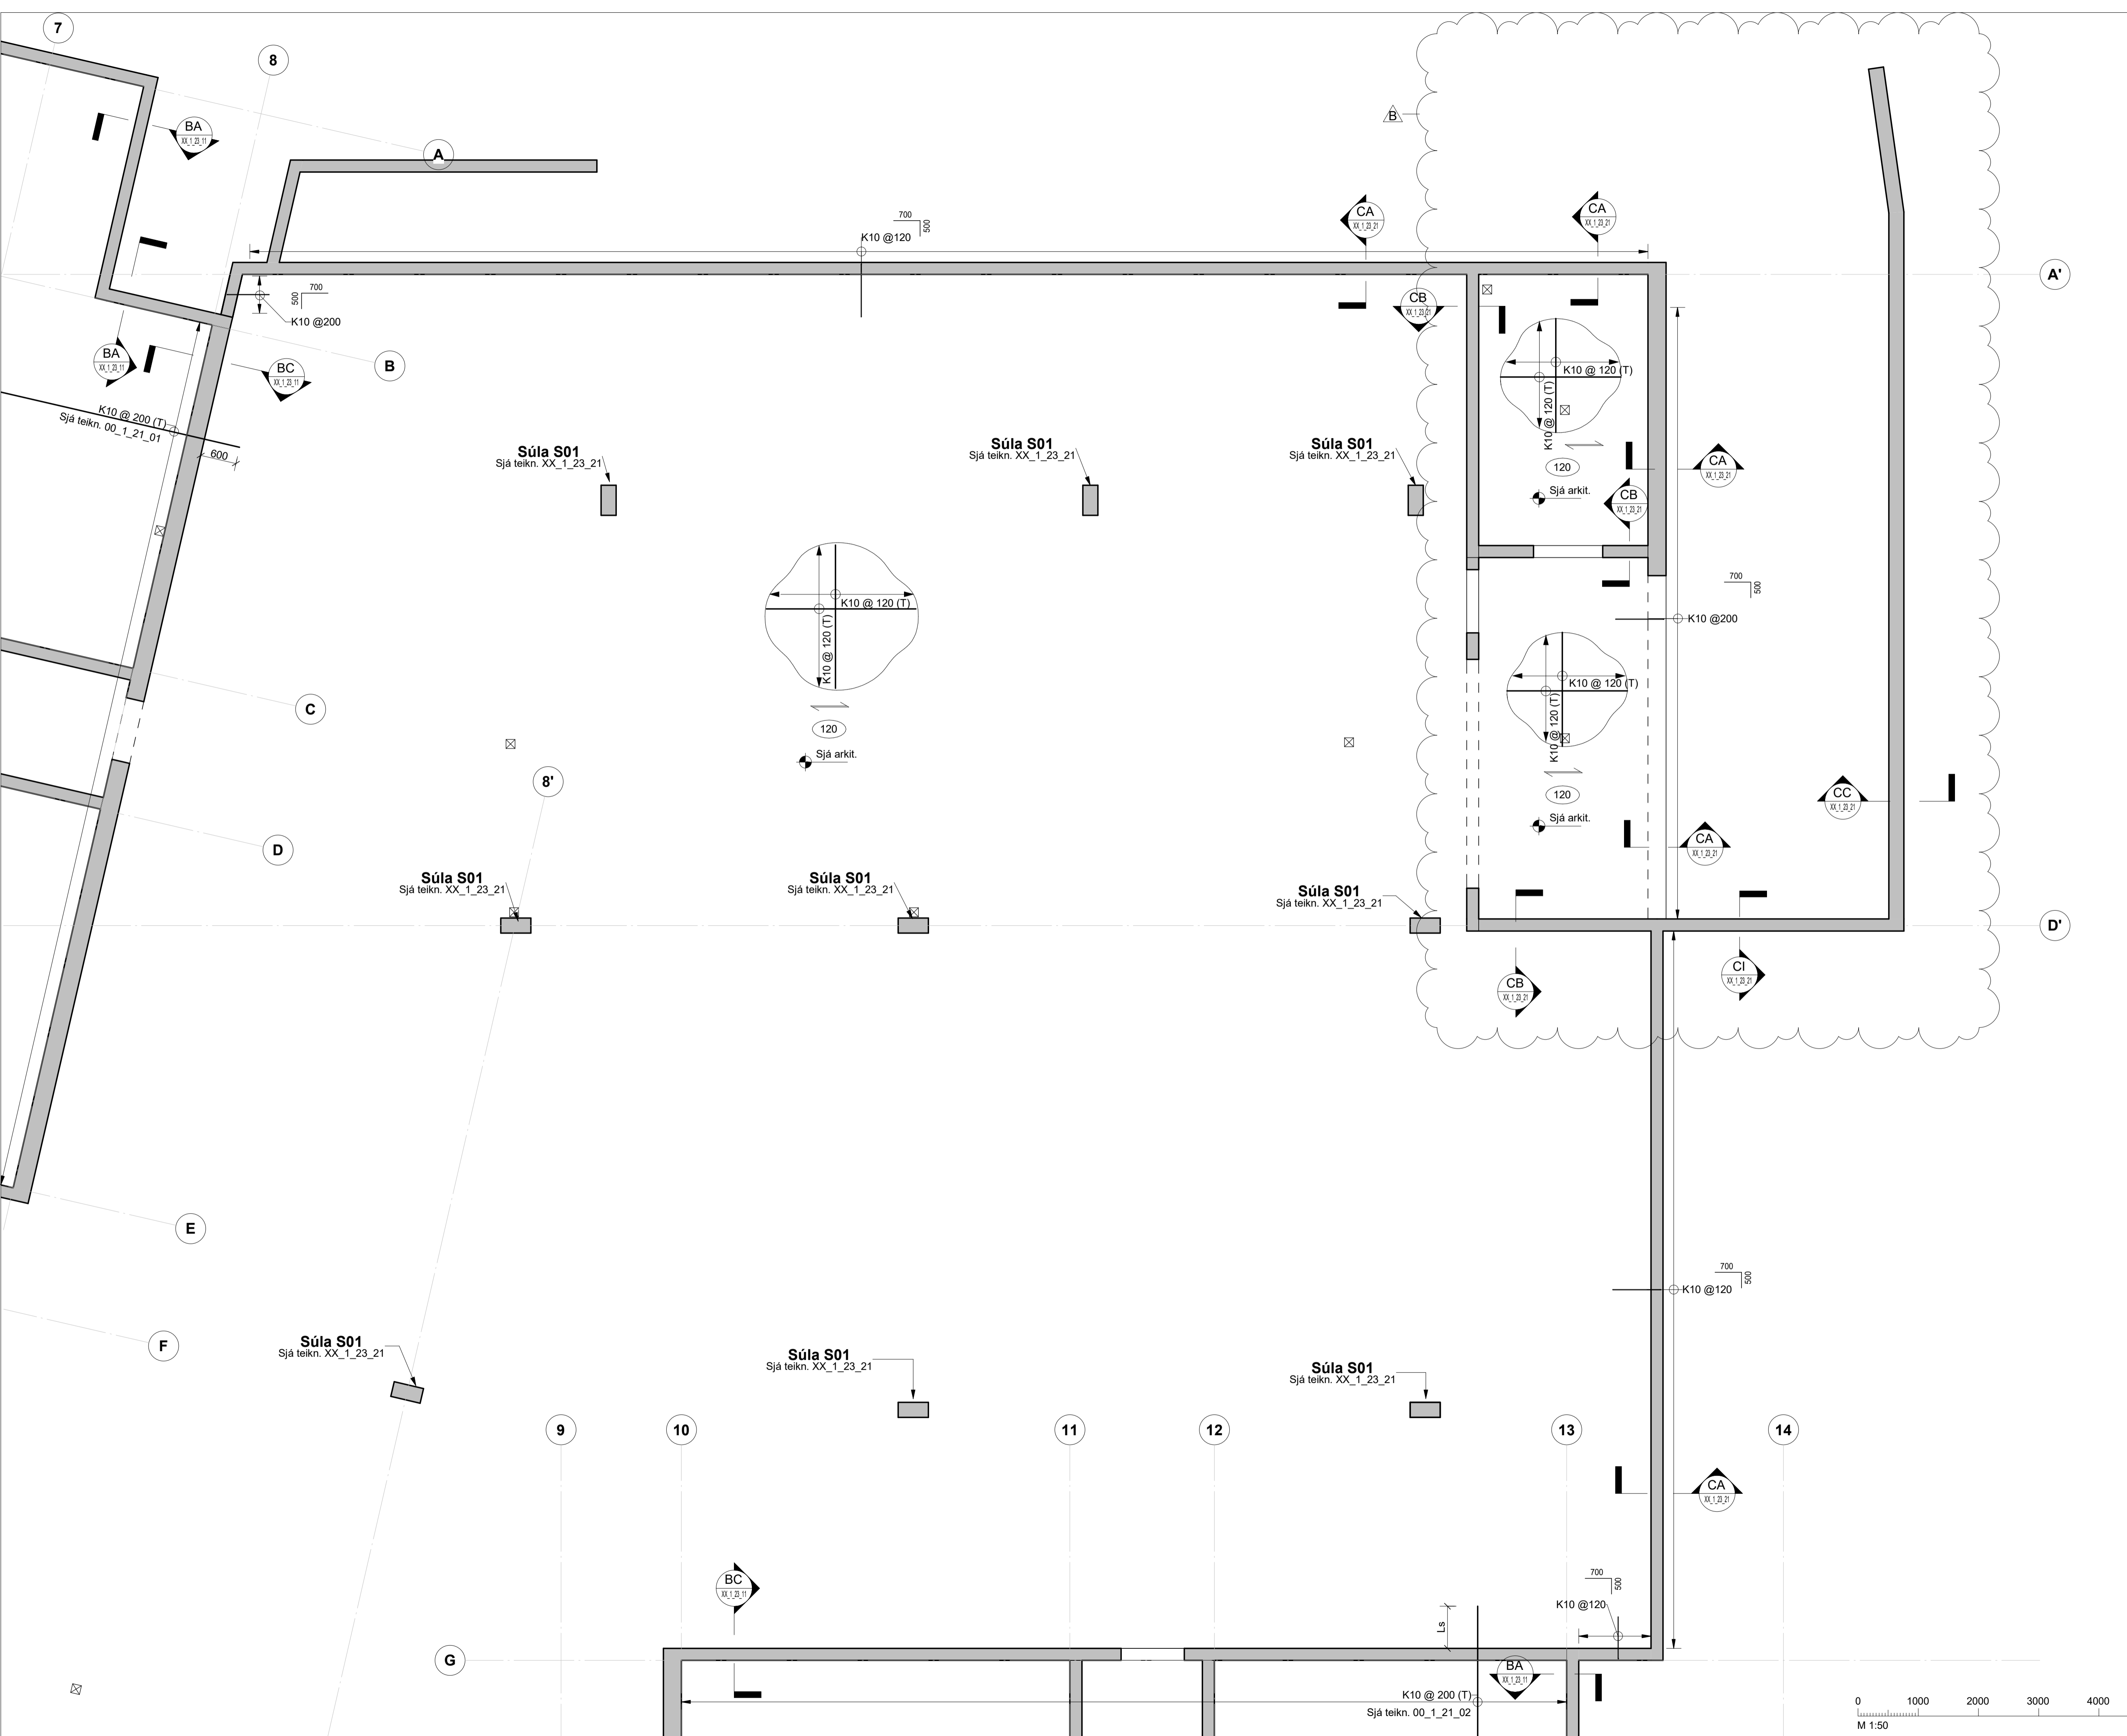 7
8
A
B
BA
XX_1_23_11
700
500
K10 @120
CA
XX_1_23_21
CA
XX_1_23_21
A'
500
700
K10 @200
CB
XX_1_23_21
BA
XX_1_23_11
BC
XX_1_23_11
B
K10 @ 120 (T)
K10 @ 120 (T)
120
Sjá arkit.
K10 @ 200 (T)
Sjá teikn. 00_1_21_01
600
Súla S01
Sjá teikn. XX_1_23_21
Súla S01
Sjá teikn. XX_1_23_21
Súla S01
Sjá teikn. XX_1_23_21
CA
XX_1_23_21
CB
XX_1_23_21
K10 @ 120 (T)
K10 @ 120 (T)
120
Sjá arkit.
700
500
K10 @200
K10 @ 120 (T)
K10 @ 120 (T)
120
Sjá arkit.
C
8'
D
CC
XX_1_23_21
CA
XX_1_23_21
Súla S01
Sjá teikn. XX_1_23_21
Súla S01
Sjá teikn. XX_1_23_21
Súla S01
Sjá teikn. XX_1_23_21
D'
CB
XX_1_23_21
CI
XX_1_23_21
E
700
500
K10 @120
F
Súla S01
Sjá teikn. XX_1_23_21
Súla S01
Sjá teikn. XX_1_23_21
Súla S01
Sjá teikn. XX_1_23_21
9
10
11
12
13
14
CA
XX_1_23_21
BC
XX_1_23_11
700
500
K10 @120
Ls
G
BA
XX_1_23_11
K10 @ 200 (T)
Sjá teikn. 00_1_21_02
0 1000 2000 3000 4000
M 1:50